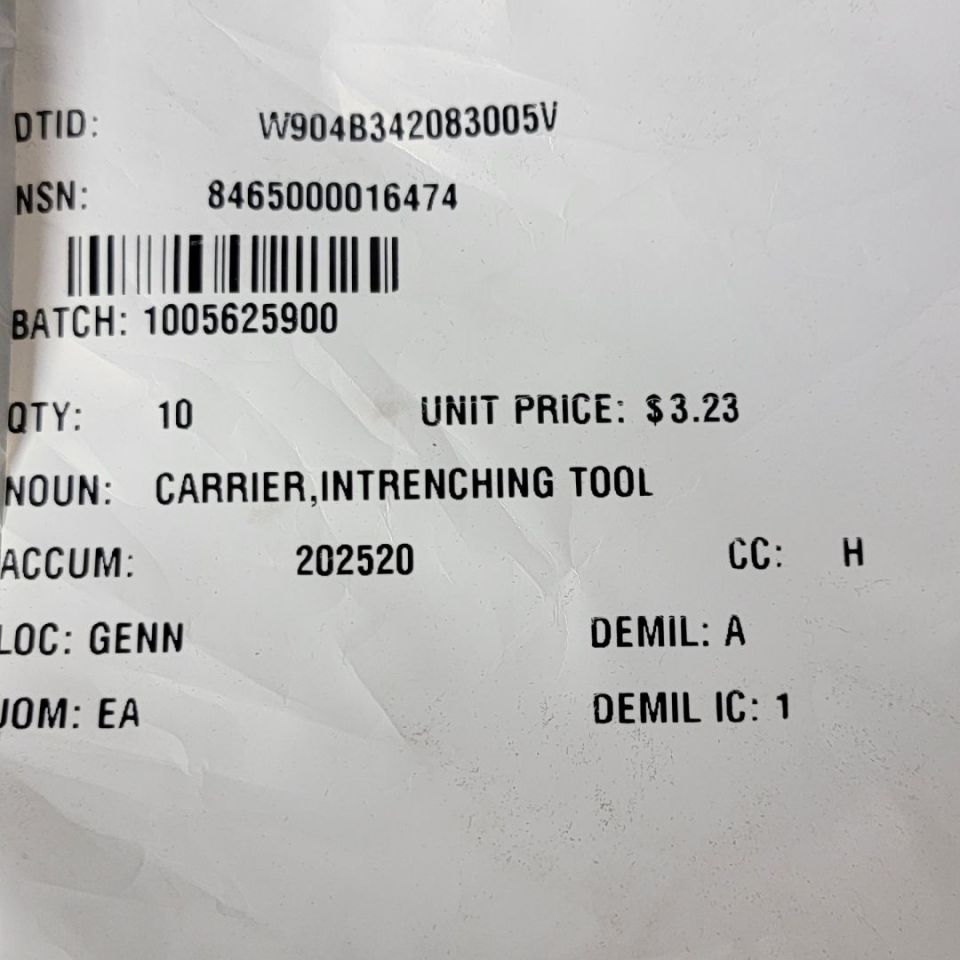 DTID: W904B342083005V
NSN: 8465000016474
BATCH: 1005625900
QTY: 10 UNIT PRICE: $3.23
NOUN: CARRIER,INTRENCHING TOOL
ACCUM: 202520 CC: H
LOC: GENN DEMIL: A
UOM: EA DEMIL IC: 1